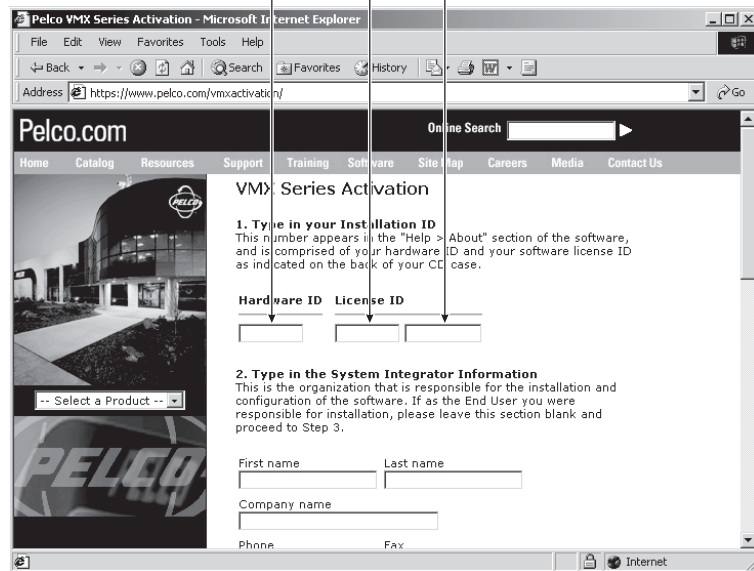 Pelco VMX Series Activation - Microsoft Internet Explorer
File Edit View Favorites Tools Help
Back Search Favorites History
Address https://www.pelco.com/vmxactivation/ Go
Pelco.com Online Search
Home Catalog Resources Support Training Software Site Map Careers Media Contact Us
PELCO
VMX Series Activation
1. Type in your Installation ID
This number appears in the "Help > About" section of the software,
and is comprised of your hardware ID and your software license ID
as indicated on the back of your CD case.
Hardware ID License ID
2. Type in the System Integrator Information
This is the organization that is responsible for the installation and
configuration of the software. If as the End User you were
responsible for installation, please leave this section blank and
proceed to Step 3.
-- Select a Product --
PELCO
First name Last name
Company name
Phone Fax
Internet